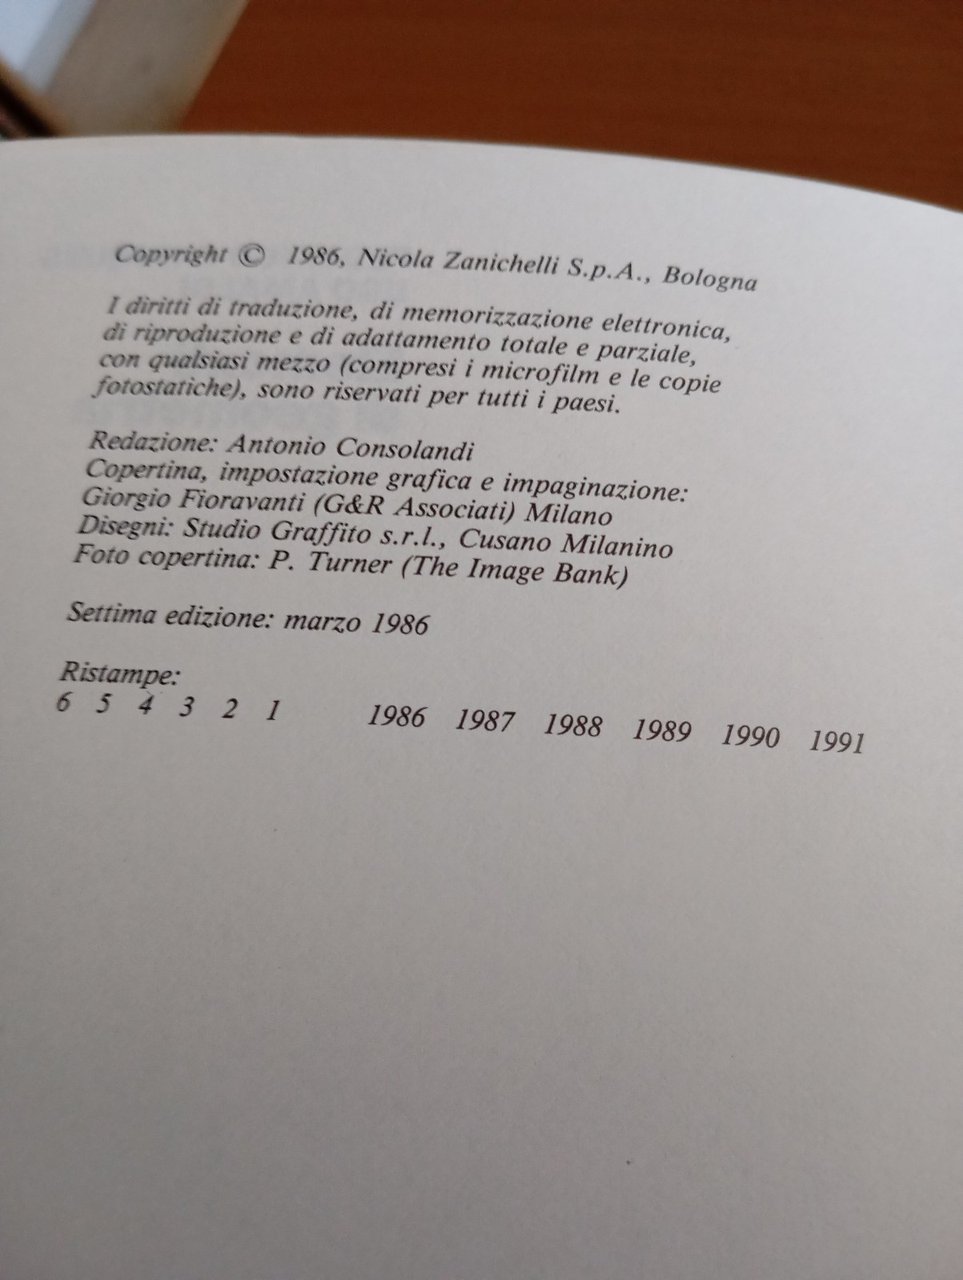 Copyright © 1986, Nicola Zanichelli S.p.A., Bologna
I diritti di traduzione, di memorizzazione elettronica,
di riproduzione e di adattamento totale e parziale,
con qualsiasi mezzo (compresi i microfilm e le copie
fotostatiche), sono riservati per tutti i paesi.
Redazione: Antonio Consolandi
Copertina, impostazione grafica e impaginazione:
Giorgio Fioravanti (G&R Associati) Milano
Disegni: Studio Graffito s.r.l., Cusano Milanino
Foto copertina: P. Turner (The Image Bank)
Settima edizione: marzo 1986
Ristampe:
6 5 4 3 2 1 1986 1987 1988 1989 1990 1991